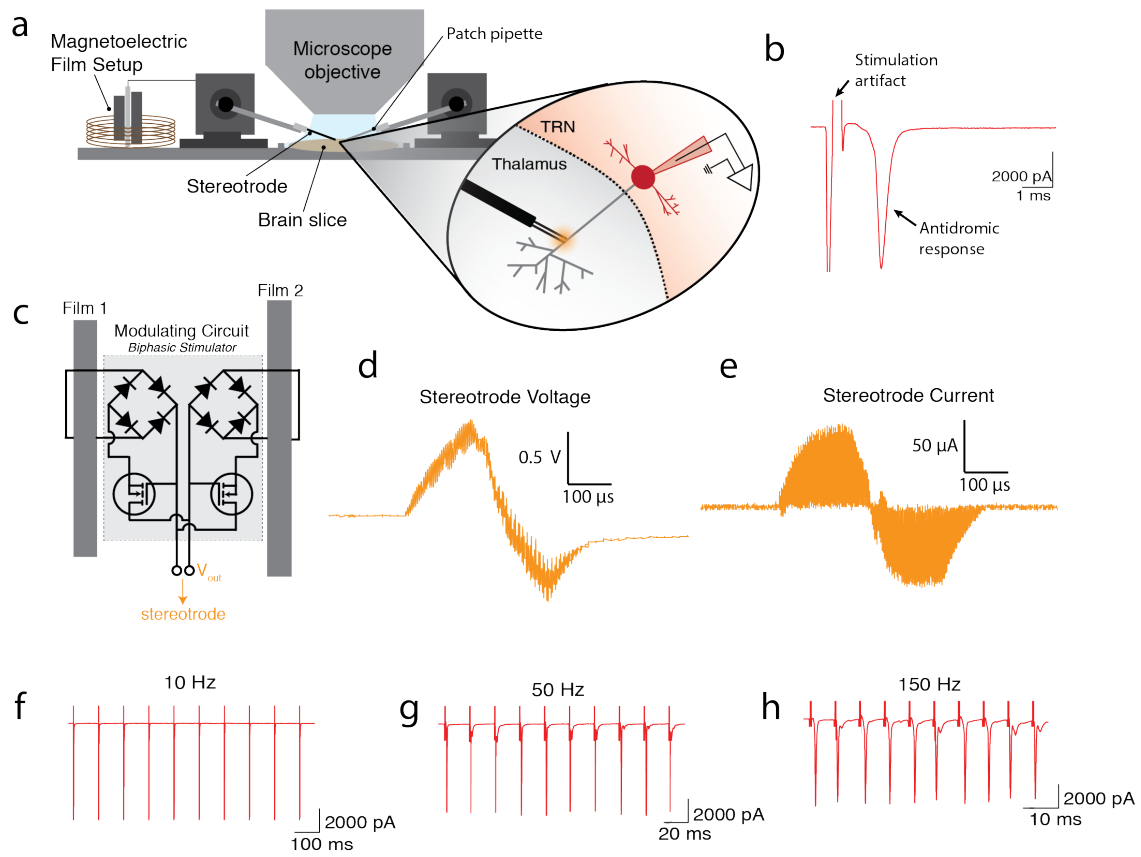 a
Magnetoelectric
Film Setup
Microscope
objective
Patch pipette
Stereotrode
Brain slice
TRN
Thalamus
b
Stimulation
artifact
2000 pA
1 ms
Antidromic
response
c
Film 1
Film 2
Modulating Circuit
Biphasic Stimulator
Vout
stereotrode
d
Stereotrode Voltage
0.5 V
100 µs
e
Stereotrode Current
50 µA
100 µs
f
10 Hz
2000 pA
100 ms
g
50 Hz
2000 pA
20 ms
h
150 Hz
2000 pA
10 ms